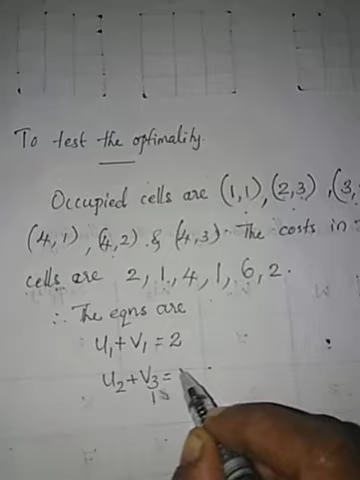 To test the optimality.
Occupied cells are (1,1), (2,3), (3,
(4,1), (4,2) & (4,3). The costs in
cells are 2, 1, 4, 1, 6, 2.
∴ The eqns are
U₁+V₁ = 2
U₂+V₃ =